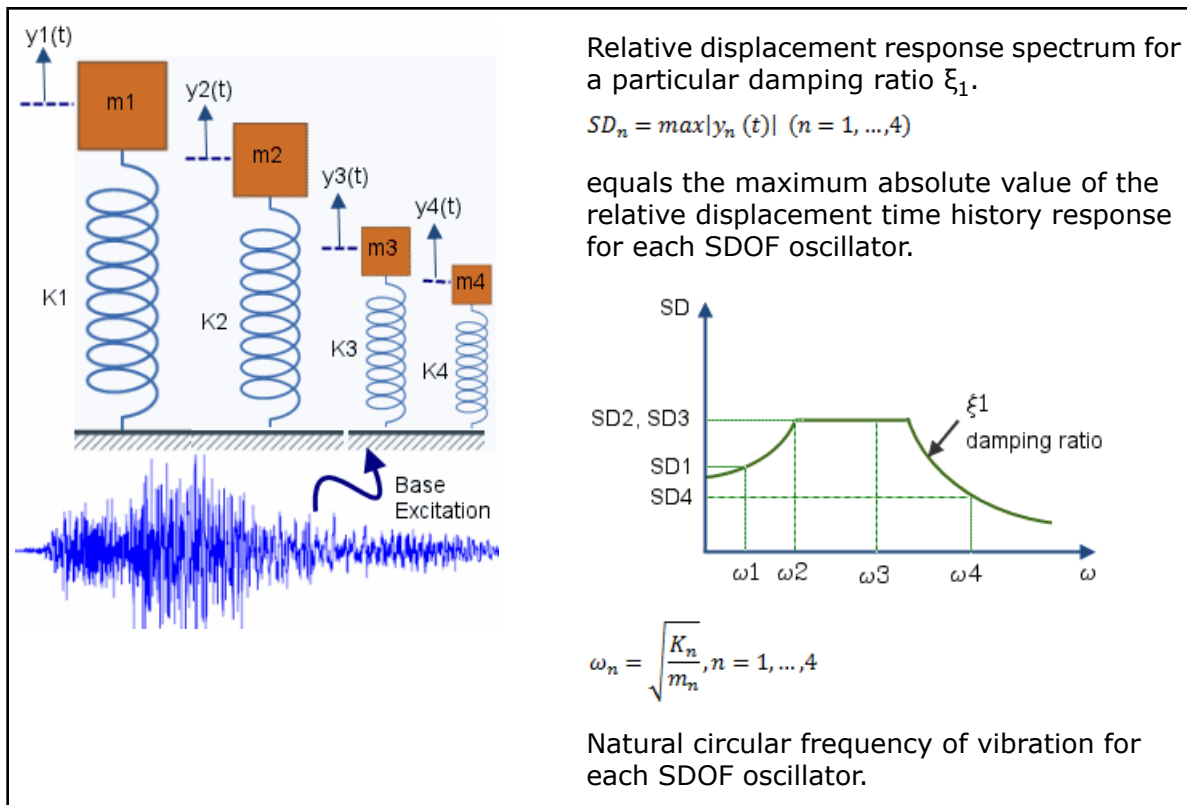 y1(t)
m1
y2(t)
m2
y3(t)
m3
y4(t)
m4
K1
K2
K3
K4
Base
Excitation
Relative displacement response spectrum for
a particular damping ratio ξ₁.
SDₙ = max|yₙ (t)| (n = 1, …,4)
equals the maximum absolute value of the
relative displacement time history response
for each SDOF oscillator.
SD
SD2, SD3
SD1
SD4
ξ1
damping ratio
ω1 ω2 ω3 ω4 ω
ωₙ = √(Kₙ/mₙ), n = 1, …,4
Natural circular frequency of vibration for
each SDOF oscillator.